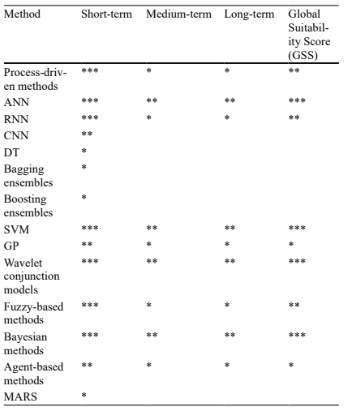 Method Short-term Medium-term Long-term Global
Suitabil-
ity Score
(GSS)
Process-driv- *** * * **
en methods
ANN *** ** ** ***
RNN *** * * **
CNN **
DT *
Bagging *
ensembles
Boosting *
ensembles
SVM *** ** ** ***
GP ** * * *
Wavelet *** ** ** ***
conjunction
models
Fuzzy-based *** * * **
methods
Bayesian *** ** ** ***
methods
Agent-based ** * * *
methods
MARS *